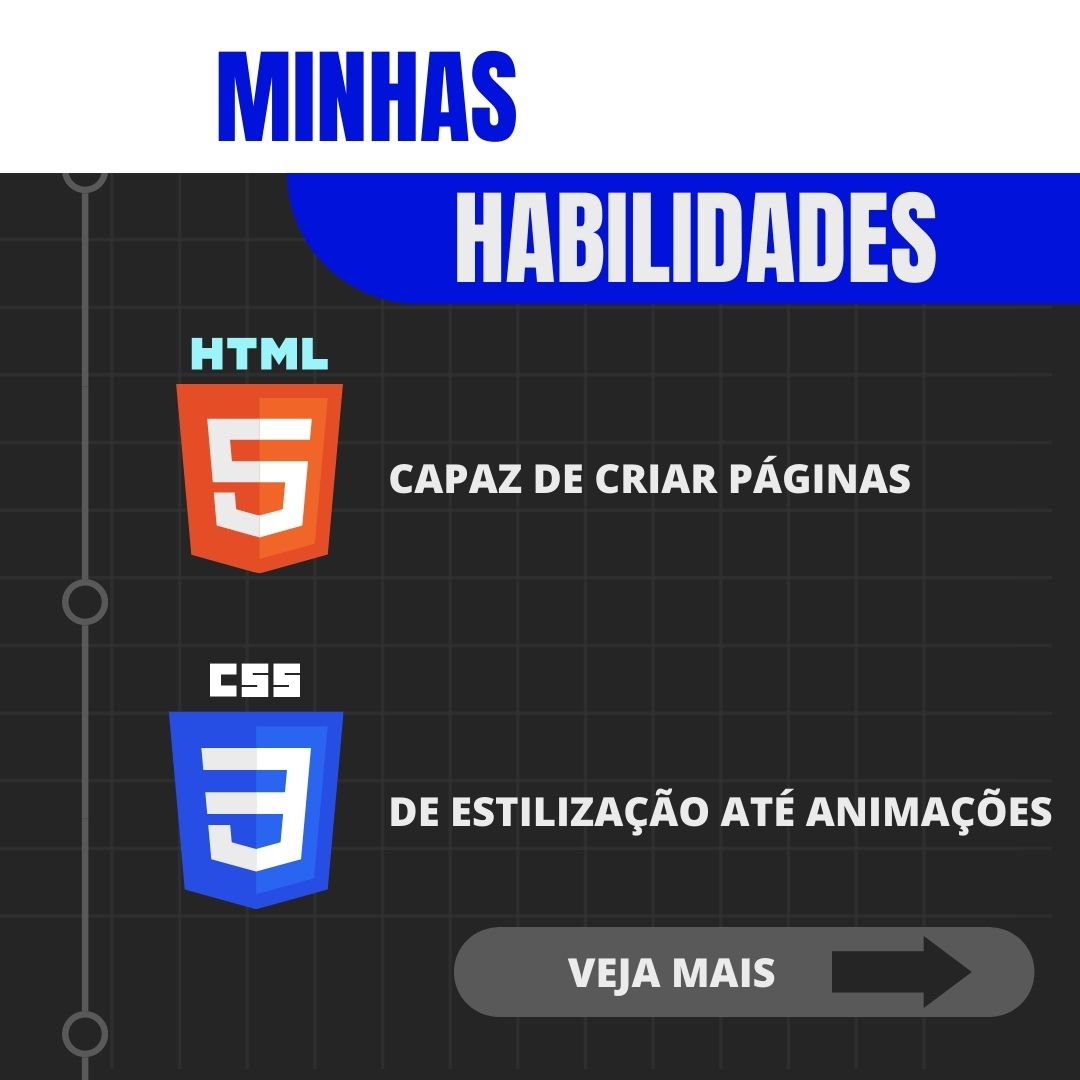 MINHAS
HABILIDADES
HTML
5
CAPAZ DE CRIAR PÁGINAS
CSS
3
DE ESTILIZAÇÃO ATÉ ANIMAÇÕES
VEJA MAIS